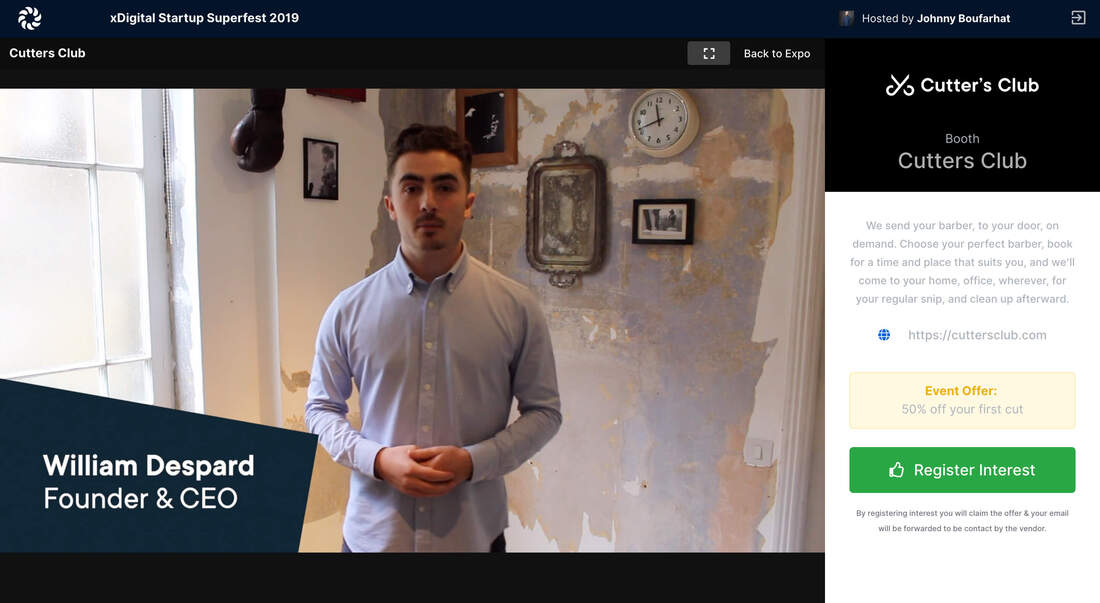 xDigital Startup Superfest 2019
Hosted by Johnny Boufarhat
Cutters Club
Back to Expo
William Despard
Founder & CEO
Cutter's Club
Booth
Cutters Club
We send your barber, to your door, on
demand. Choose your perfect barber, book
for a time and place that suits you, and we'll
come to your home, office, wherever, for
your regular snip, and clean up afterward.
https://cuttersclub.com
Event Offer:
50% off your first cut
Register Interest
By registering interest you will claim the offer & your email
will be forwarded to be contact by the vendor.